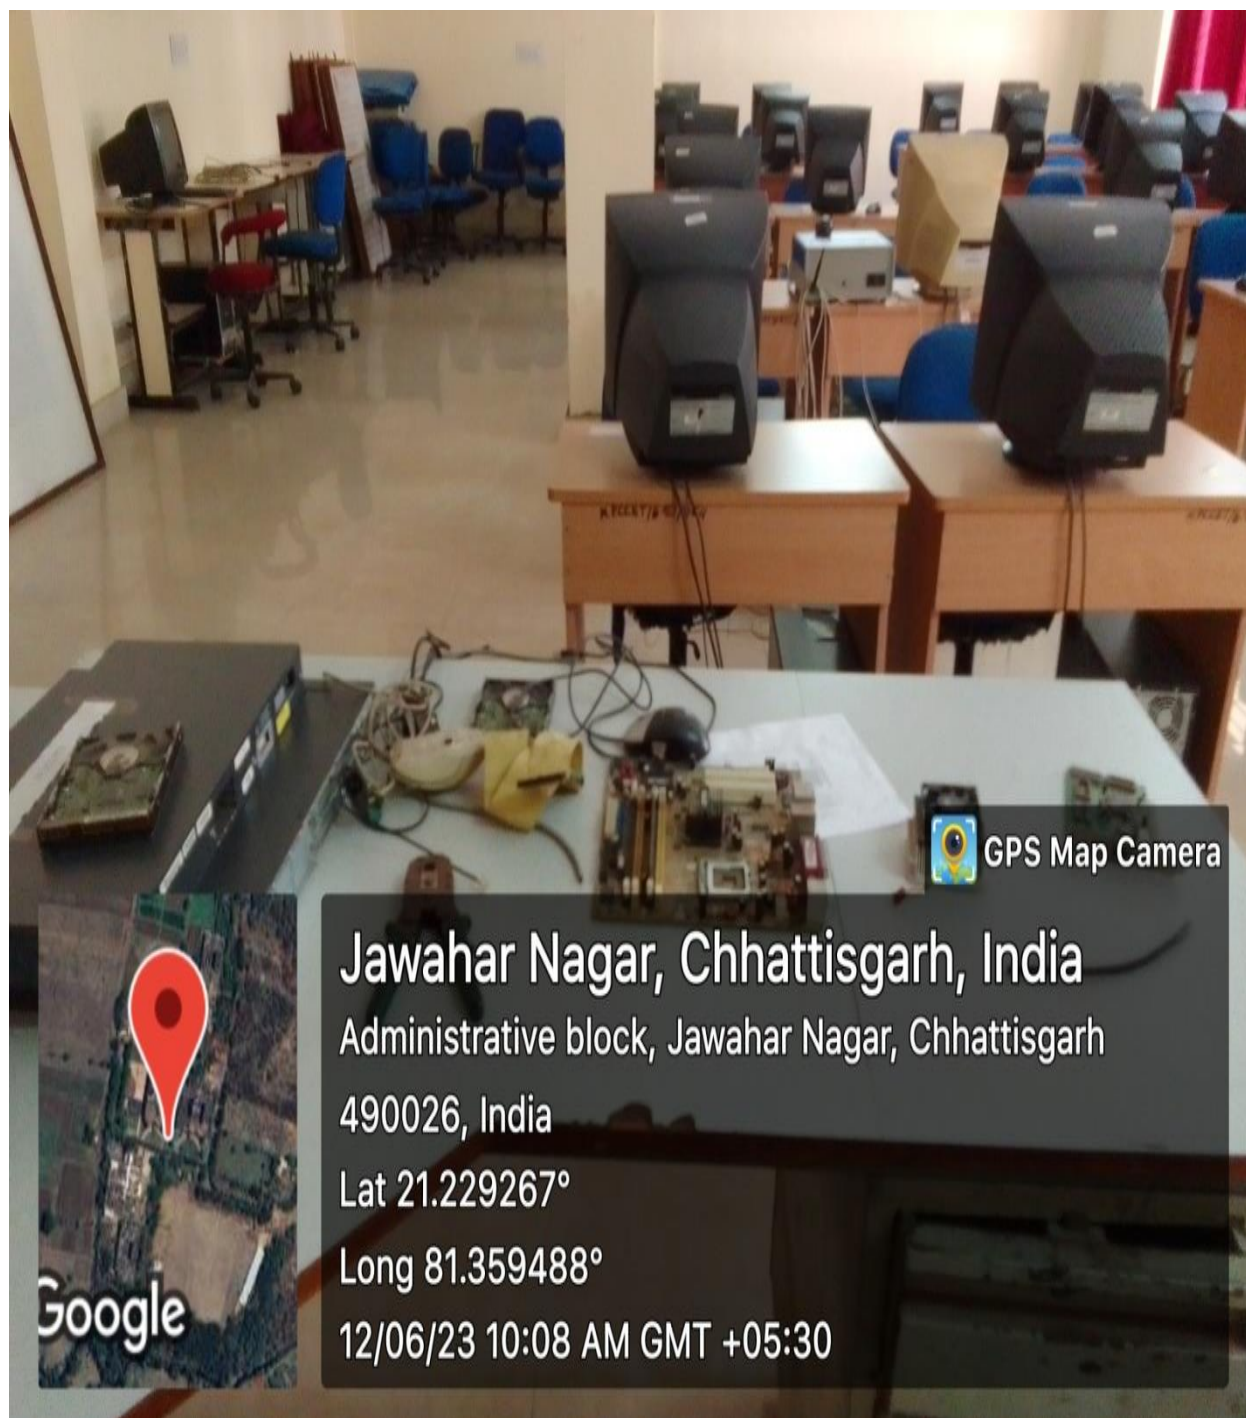 GPS Map Camera
Jawahar Nagar, Chhattisgarh, India
Administrative block, Jawahar Nagar, Chhattisgarh
490026, India
Lat 21.229267°
Long 81.359488°
12/06/23 10:08 AM GMT +05:30
Google